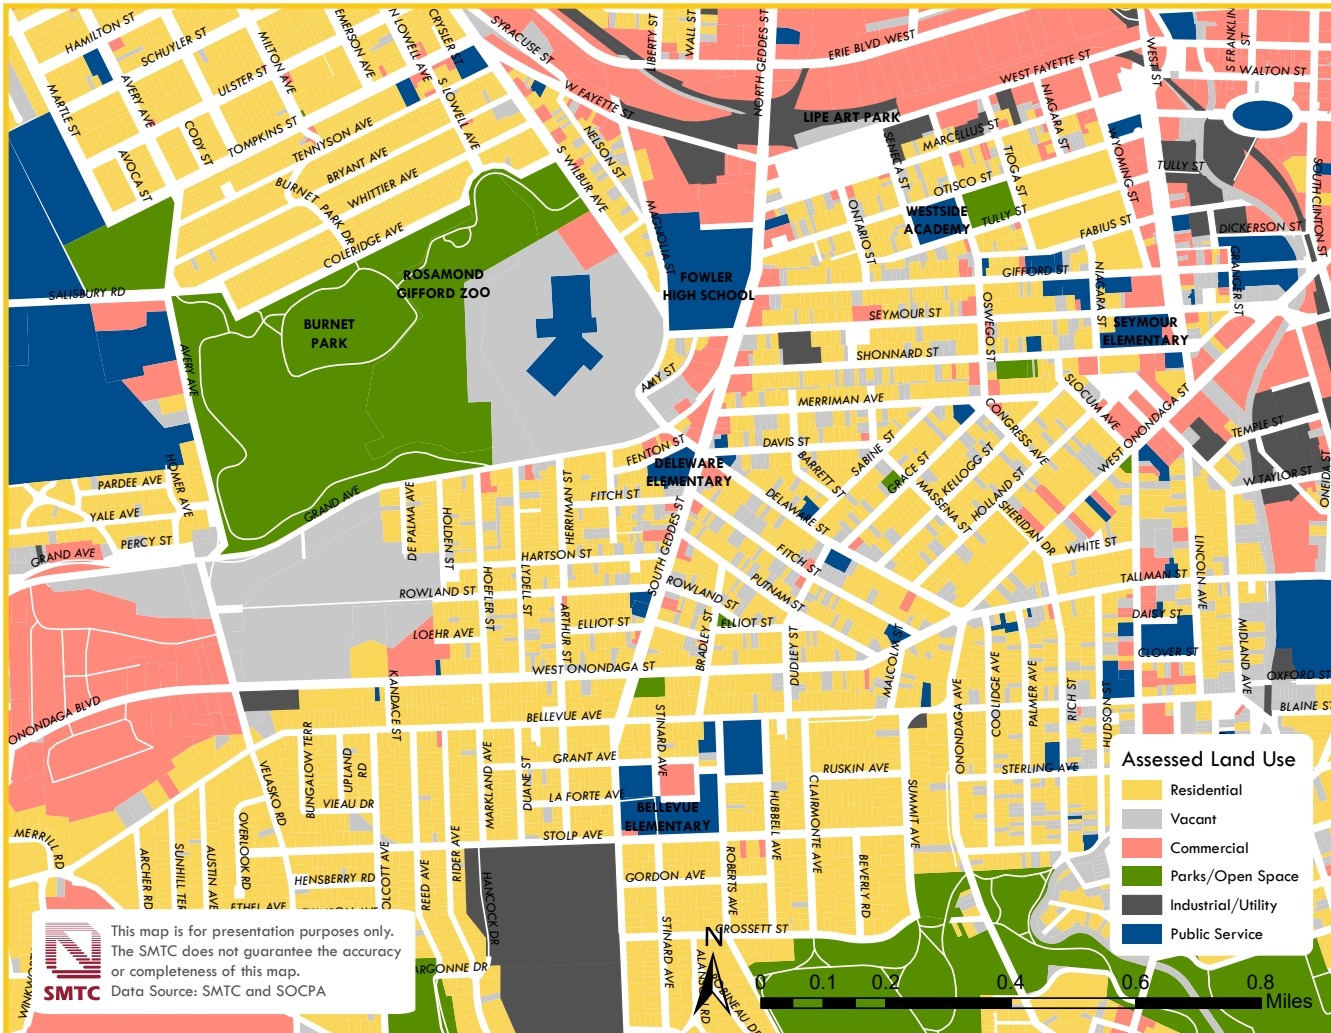 HAMILTON ST
SCHUYLER ST
MARTLE ST
AVERY AVE
ULSTER ST
MILTON AVE
EMERSON AVE
N LOWELL AVE
CRYSLER ST
S LOWELL AVE
SYRACUSE ST
W FAYETTE ST
LIBERTY ST
WALL ST
NORTH GEDDES ST
ERIE BLVD WEST
WEST FAYETTE ST
WEST ST
S FRANKLIN ST
WALTON ST
AVOCA ST
CODY ST
TOMPKINS ST
TENNYSON AVE
BRYANT AVE
WHITTIER AVE
BURNET PARK DR
COLERIDGE AVE
NELSON ST
S WILBUR AVE
MAGNOLIA ST
LIPE ART PARK
SENECA ST
MARCELLUS ST
NIAGARA ST
WYOMING ST
TIOGA ST
OTISCO ST
TULLY ST
TULLY ST
ONTARIO ST
WESTSIDE
ACADEMY
FABIUS ST
DICKERSON ST
SOUTH CLINTON ST
GRANGER ST
GIFFORD ST
NIAGARA ST
OSWEGO ST
SALISBURY RD
ROSAMOND
GIFFORD ZOO
BURNET
PARK
AVERY AVE
FOWLER
HIGH SCHOOL
SEYMOUR ST
SEYMOUR
ELEMENTARY
SHONNARD ST
AMY ST
MERRIMAN AVE
SLOCUM AVE
CONGRESS AVE
WEST ONONDAGA ST
TEMPLE ST
W TAYLOR ST
ONEIDA ST
DAVIS ST
FENTON ST
DELEWARE
ELEMENTARY
BARRETT ST
SABINE ST
GRACE ST
KELLOGG ST
MASSENA ST
HOLLAND ST
SHERIDAN DR
DELAWARE ST
FITCH ST
PUTNAM ST
WHITE ST
TALLMAN ST
LINCOLN AVE
DAISY ST
CLOVER ST
MIDLAND AVE
OXFORD ST
BLAINE ST
HOMER AVE
PARDEE AVE
YALE AVE
PERCY ST
GRAND AVE
GRAND AVE
DE PALMA AVE
HOLDEN ST
HERRIMAN ST
FITCH ST
HARTSON ST
SOUTH GEDDES ST
ROWLAND ST
ROWLAND ST
HOEFLER ST
LYDELL ST
ARTHUR ST
ELLIOT ST
ELLIOT ST
LOEHR AVE
BRADLEY ST
DUDLEY ST
MALCOLM ST
WEST ONONDAGA ST
KANDACE ST
ONONDAGA BLVD
BELLEVUE AVE
STINARD AVE
ONONDAGA AVE
COOLIDGE AVE
PALMER AVE
RICH ST
HUDSON ST
GRANT AVE
LA FORTE AVE
BELLEVUE
ELEMENTARY
STOLP AVE
RUSKIN AVE
STERLING AVE
VELASKO RD
BUNGALOW TERR
UPLAND
RD
VIEAU DR
MARKLAND AVE
DUANE ST
HUBBELL AVE
CLAIRMONTE AVE
SUMMIT AVE
MERRILL RD
ARCHER RD
SUNHILL TER
AUSTIN AVE
OVERLOOK RD
HENSBERRY RD
ETHEL AVE
WOLCOTT AVE
REED AVE
RIDER AVE
HANCOCK DR
ARGONNE DR
GORDON AVE
ROBERTS AVE
BEVERLY RD
CROSSETT ST
STINARD AVE
ROBINEAU DR
Assessed Land Use
Residential
Vacant
Commercial
Parks/Open Space
Industrial/Utility
Public Service
SMTC
This map is for presentation purposes only.
The SMTC does not guarantee the accuracy
or completeness of this map.
Data Source: SMTC and SOCPA
N
0 0.1 0.2 0.4 0.6 0.8
Miles